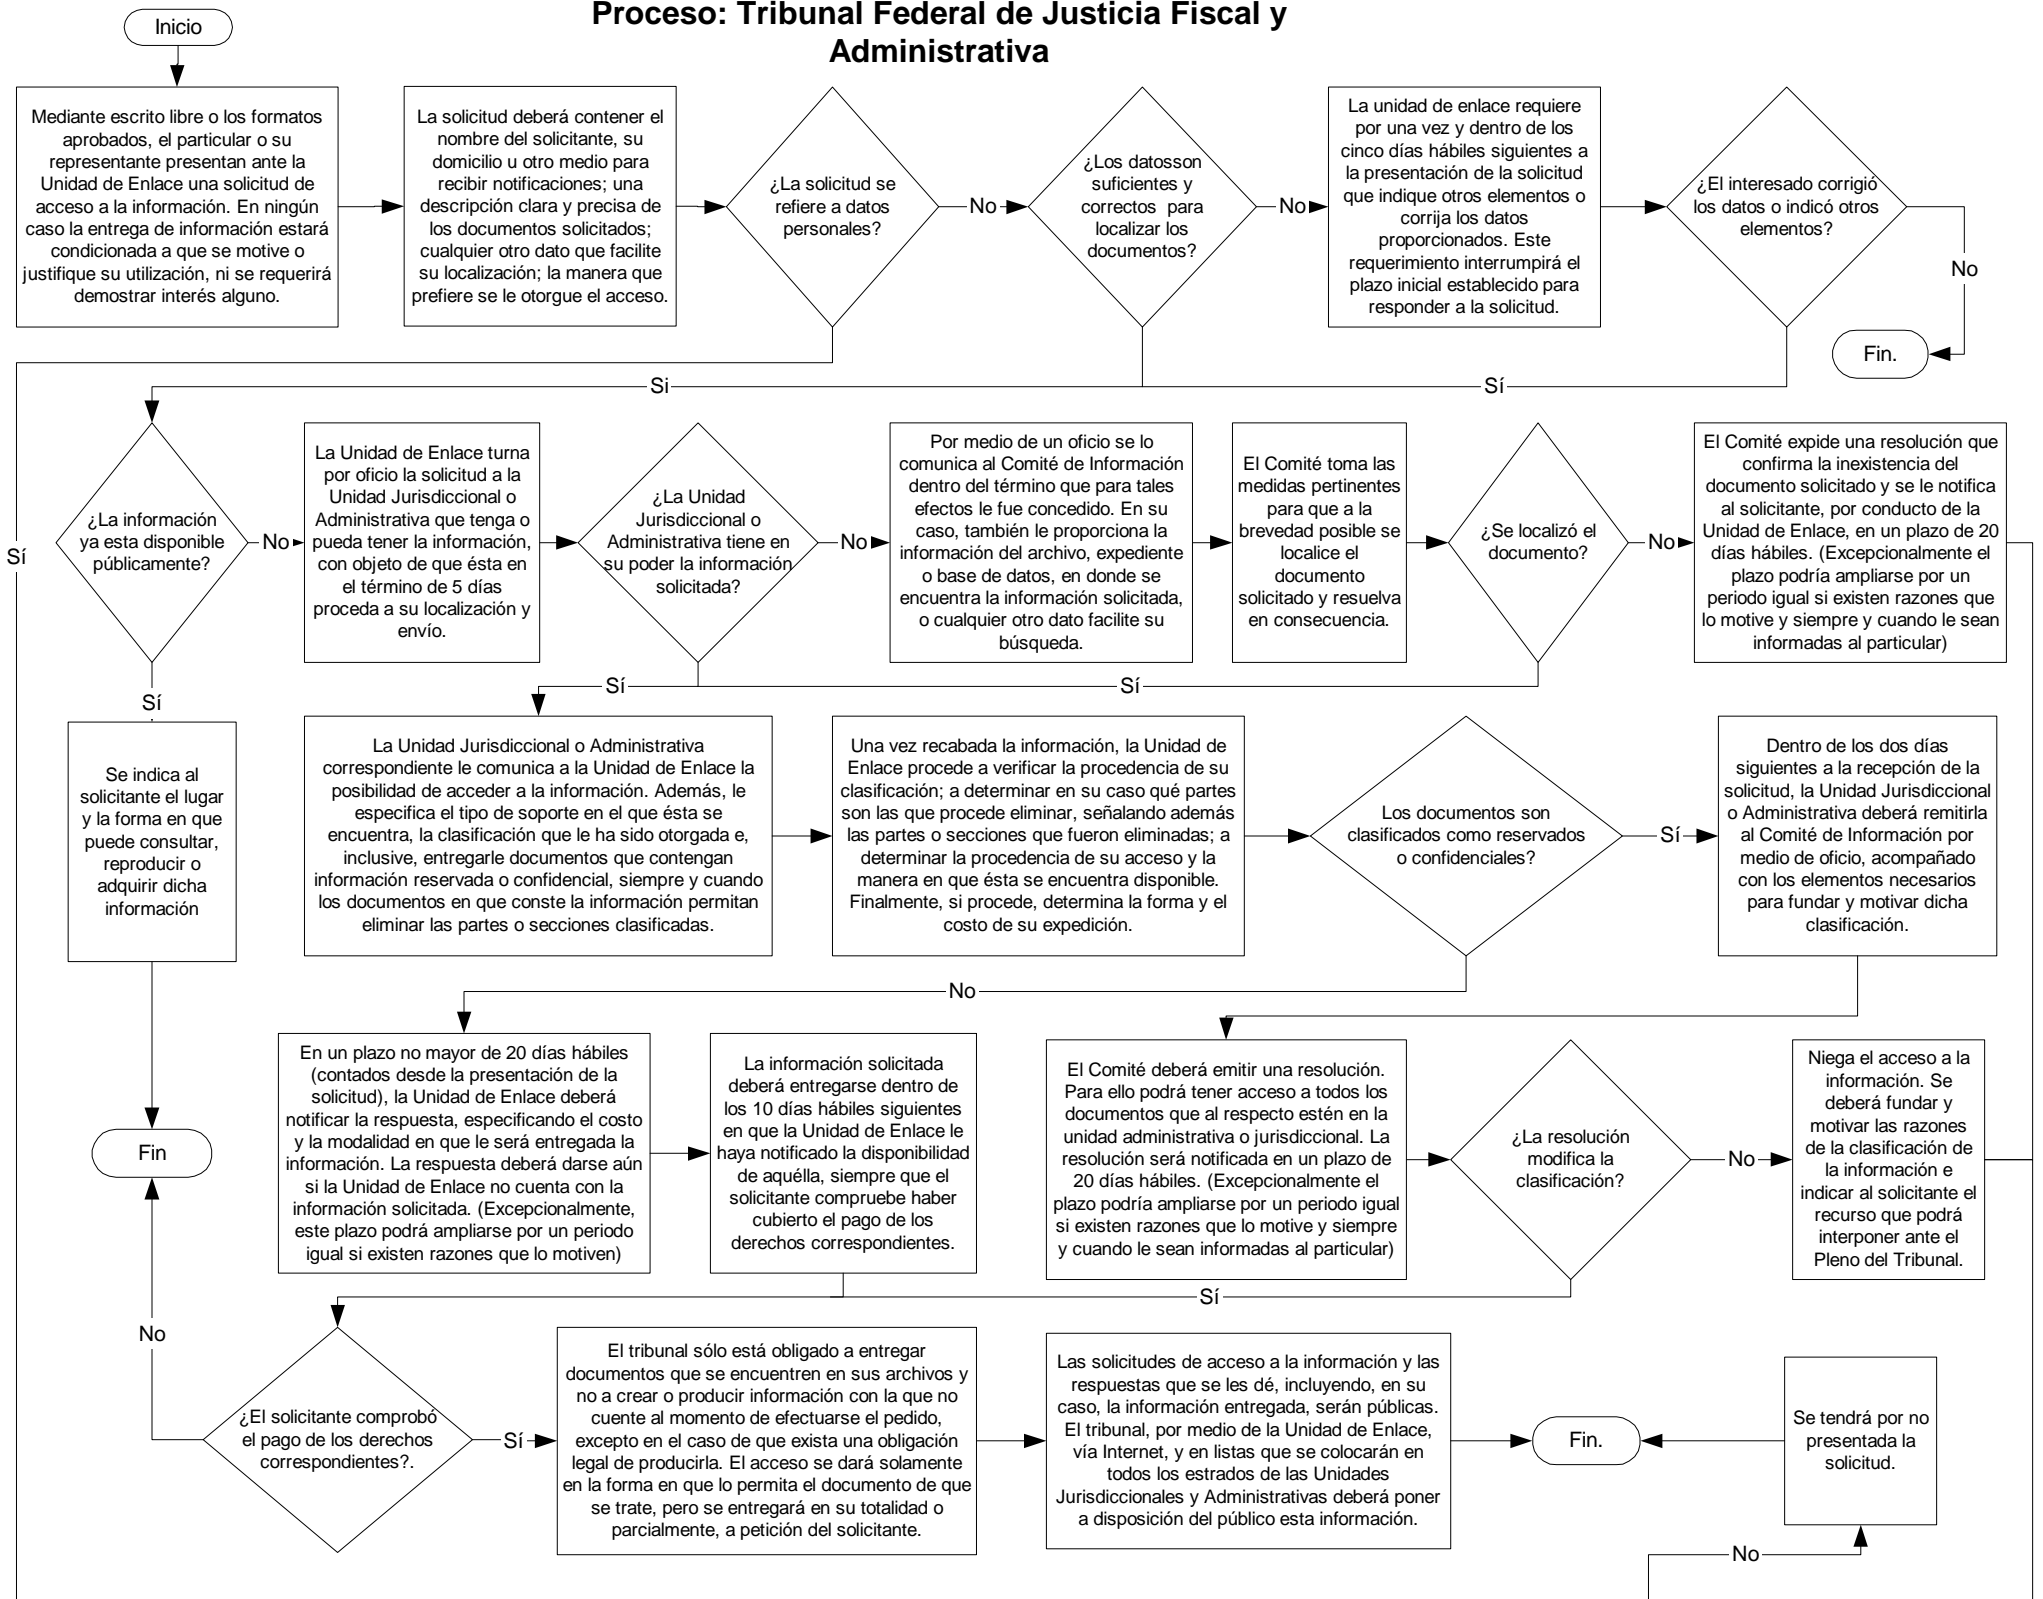 Proceso: Tribunal Federal de Justicia Fiscal y
Administrativa
Inicio
Mediante escrito libre o los formatos
aprobados, el particular o su
representante presentan ante la
Unidad de Enlace una solicitud de
acceso a la información. En ningún
caso la entrega de información estará
condicionada a que se motive o
justifique su utilización, ni se requerirá
demostrar interés alguno.
La solicitud deberá contener el
nombre del solicitante, su
domicilio u otro medio para
recibir notificaciones; una
descripción clara y precisa de
los documentos solicitados;
cualquier otro dato que facilite
su localización; la manera que
prefiere se le otorgue el acceso.
¿La solicitud se
refiere a datos
personales?
No
¿Los datosson
suficientes y
correctos para
localizar los
documentos?
No
La unidad de enlace requiere
por una vez y dentro de los
cinco días hábiles siguientes a
la presentación de la solicitud
que indique otros elementos o
corrija los datos
proporcionados. Este
requerimiento interrumpirá el
plazo inicial establecido para
responder a la solicitud.
¿El interesado corrigió
los datos o indicó otros
elementos?
No
Fin.
Si
Sí
Sí
¿La información
ya esta disponible
públicamente?
No
La Unidad de Enlace turna
por oficio la solicitud a la
Unidad Jurisdiccional o
Administrativa que tenga o
pueda tener la información,
con objeto de que ésta en
el término de 5 días
proceda a su localización y
envío.
¿La Unidad
Jurisdiccional o
Administrativa tiene en
su poder la información
solicitada?
No
Por medio de un oficio se lo
comunica al Comité de Información
dentro del término que para tales
efectos le fue concedido. En su
caso, también le proporciona la
información del archivo, expediente
o base de datos, en donde se
encuentra la información solicitada,
o cualquier otro dato facilite su
búsqueda.
El Comité toma las
medidas pertinentes
para que a la
brevedad posible se
localice el
documento
solicitado y resuelva
en consecuencia.
¿Se localizó el
documento?
No
El Comité expide una resolución que
confirma la inexistencia del
documento solicitado y se le notifica
al solicitante, por conducto de la
Unidad de Enlace, en un plazo de 20
días hábiles. (Excepcionalmente el
plazo podría ampliarse por un
periodo igual si existen razones que
lo motive y siempre y cuando le sean
informadas al particular)
Sí
Sí
Sí
Se indica al
solicitante el lugar
y la forma en que
puede consultar,
reproducir o
adquirir dicha
información
La Unidad Jurisdiccional o Administrativa
correspondiente le comunica a la Unidad de Enlace la
posibilidad de acceder a la información. Además, le
especifica el tipo de soporte en el que ésta se
encuentra, la clasificación que le ha sido otorgada e,
inclusive, entregarle documentos que contengan
información reservada o confidencial, siempre y cuando
los documentos en que conste la información permitan
eliminar las partes o secciones clasificadas.
Una vez recabada la información, la Unidad de
Enlace procede a verificar la procedencia de su
clasificación; a determinar en su caso qué partes
son las que procede eliminar, señalando además
las partes o secciones que fueron eliminadas; a
determinar la procedencia de su acceso y la
manera en que ésta se encuentra disponible.
Finalmente, si procede, determina la forma y el
costo de su expedición.
Los documentos son
clasificados como reservados
o confidenciales?
Sí
Dentro de los dos días
siguientes a la recepción de la
solicitud, la Unidad Jurisdiccional
o Administrativa deberá remitirla
al Comité de Información por
medio de oficio, acompañado
con los elementos necesarios
para fundar y motivar dicha
clasificación.
No
Fin
En un plazo no mayor de 20 días hábiles
(contados desde la presentación de la
solicitud), la Unidad de Enlace deberá
notificar la respuesta, especificando el costo
y la modalidad en que le será entregada la
información. La respuesta deberá darse aún
si la Unidad de Enlace no cuenta con la
información solicitada. (Excepcionalmente,
este plazo podrá ampliarse por un periodo
igual si existen razones que lo motiven)
La información solicitada
deberá entregarse dentro de
los 10 días hábiles siguientes
en que la Unidad de Enlace le
haya notificado la disponibilidad
de aquélla, siempre que el
solicitante compruebe haber
cubierto el pago de los
derechos correspondientes.
El Comité deberá emitir una resolución.
Para ello podrá tener acceso a todos los
documentos que al respecto estén en la
unidad administrativa o jurisdiccional. La
resolución será notificada en un plazo de
20 días hábiles. (Excepcionalmente el
plazo podría ampliarse por un periodo igual
si existen razones que lo motive y siempre
y cuando le sean informadas al particular)
¿La resolución
modifica la
clasificación?
No
Niega el acceso a la
información. Se
deberá fundar y
motivar las razones
de la clasificación de
la información e
indicar al solicitante el
recurso que podrá
interponer ante el
Pleno del Tribunal.
Sí
No
¿El solicitante comprobó
el pago de los derechos
correspondientes?.
Sí
El tribunal sólo está obligado a entregar
documentos que se encuentren en sus archivos y
no a crear o producir información con la que no
cuente al momento de efectuarse el pedido,
excepto en el caso de que exista una obligación
legal de producirla. El acceso se dará solamente
en la forma en que lo permita el documento de que
se trate, pero se entregará en su totalidad o
parcialmente, a petición del solicitante.
Las solicitudes de acceso a la información y las
respuestas que se les dé, incluyendo, en su
caso, la información entregada, serán públicas.
El tribunal, por medio de la Unidad de Enlace,
vía Internet, y en listas que se colocarán en
todos los estrados de las Unidades
Jurisdiccionales y Administrativas deberá poner
a disposición del público esta información.
Fin.
Se tendrá por no
presentada la
solicitud.
No